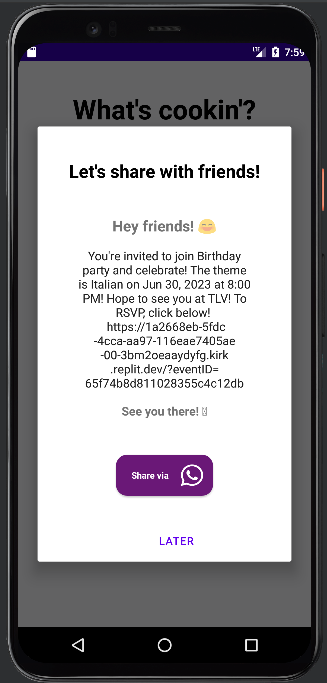 LTE 7:55
What's cookin'?
Let's share with friends!
Hey friends! 😄
You're invited to join Birthday
party and celebrate! The theme
is Italian on Jun 30, 2023 at 8:00
PM! Hope to see you at TLV! To
RSVP, click below!
https://1a2668eb-5fdc
-4cca-aa97-116eae7405ae
-00-3bm2oeaaydyfg.kirk
.replit.dev/?eventID=
65f74b8d811028355c4c12db
See you there!
Share via
LATER